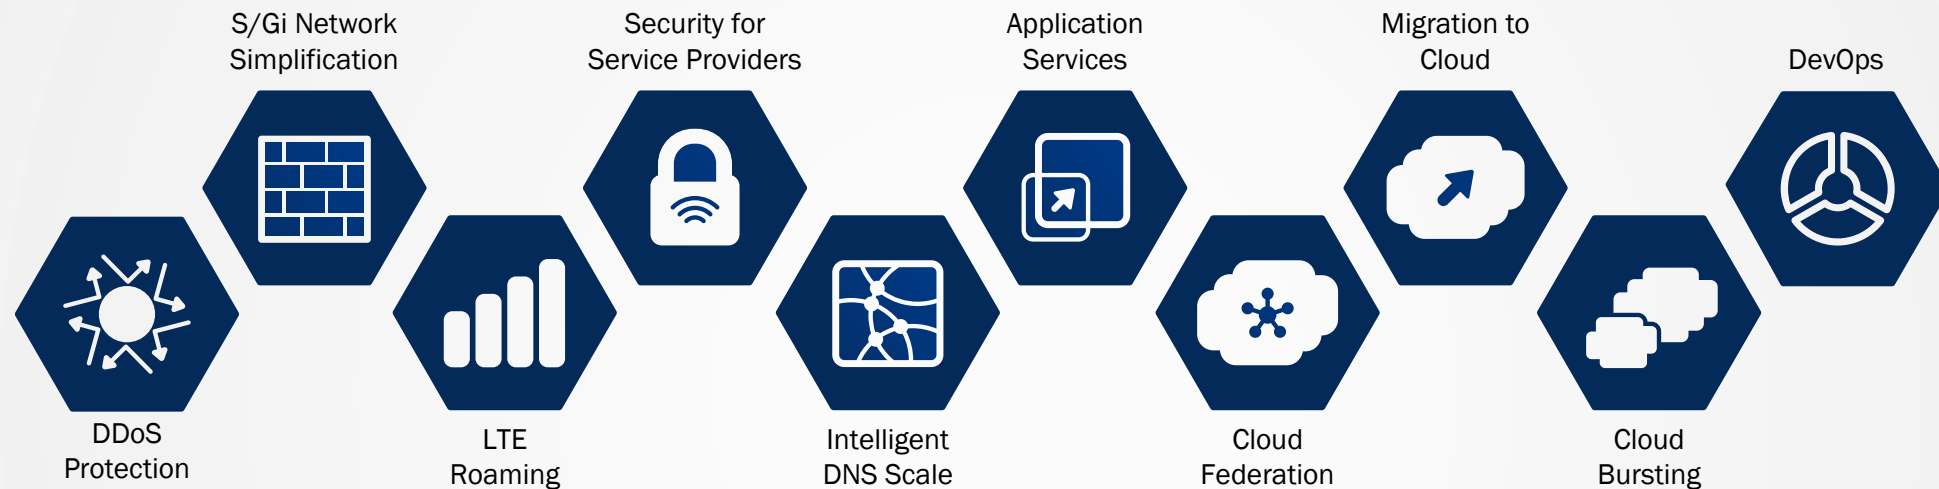 S/Gi Network
Simplification
Security for
Service Providers
Application
Services
Migration to
Cloud
DevOps
DDoS
Protection
LTE
Roaming
Intelligent
DNS Scale
Cloud
Federation
Cloud
Bursting